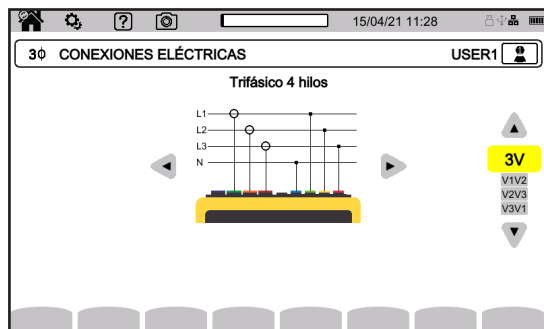 ? 15/04/21 11:28
3Φ CONEXIONES ELÉCTRICAS USER1
Trifásico 4 hilos
L1
L2
L3
N
3V
V1V2
V2V3
V3V1